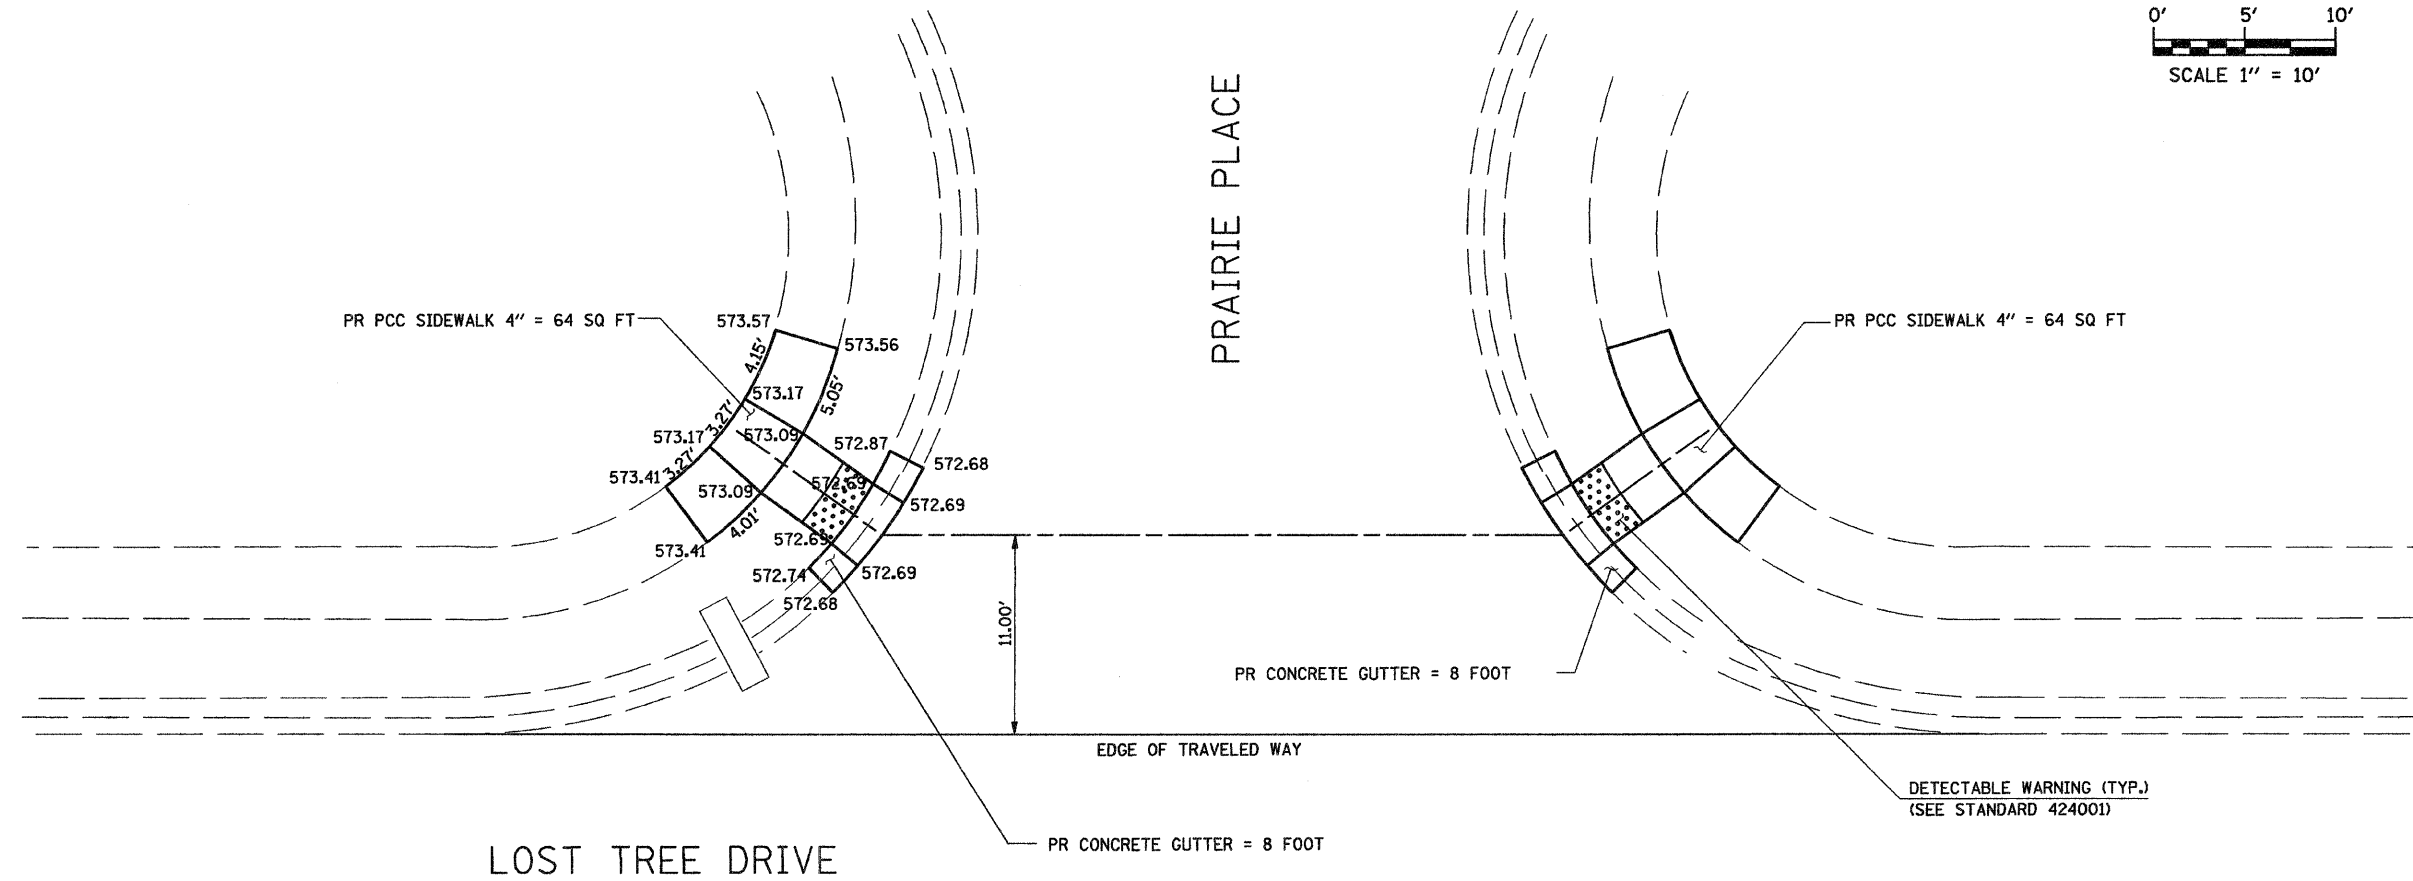 0' 5' 10'
SCALE 1" = 10'
PRAIRIE PLACE
PR PCC SIDEWALK 4" = 64 SQ FT
573.57
573.56
4.15'
573.17
5.05'
3.27'
573.17
573.09
572.87
573.41
3.27'
572.68
573.09
572.69
572.69
4.01'
572.69
573.41
572.74
572.69
572.68
PR PCC SIDEWALK 4" = 64 SQ FT
11.00'
PR CONCRETE GUTTER = 8 FOOT
EDGE OF TRAVELED WAY
DETECTABLE WARNING (TYP.)
(SEE STANDARD 424001)
PR CONCRETE GUTTER = 8 FOOT
LOST TREE DRIVE